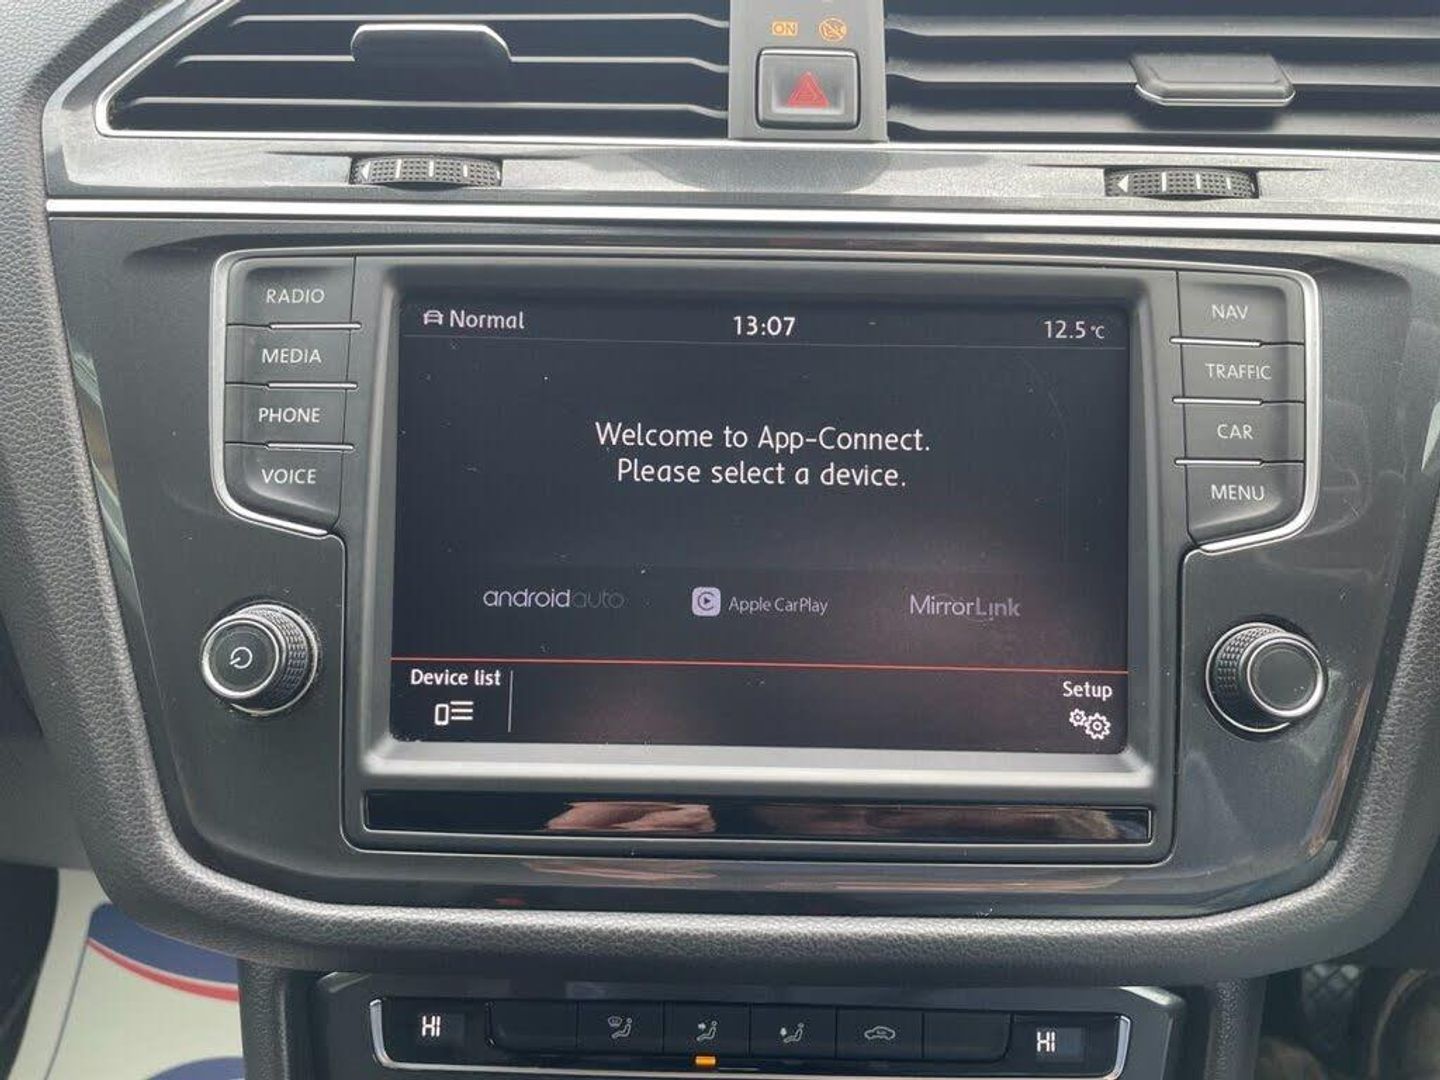 ON
RADIO
MEDIA
PHONE
VOICE
Normal
13:07
12.5°C
Welcome to App-Connect.
Please select a device.
androidauto
Apple CarPlay
MirrorLink
Device list
Setup
NAV
TRAFFIC
CAR
MENU
HI
HI